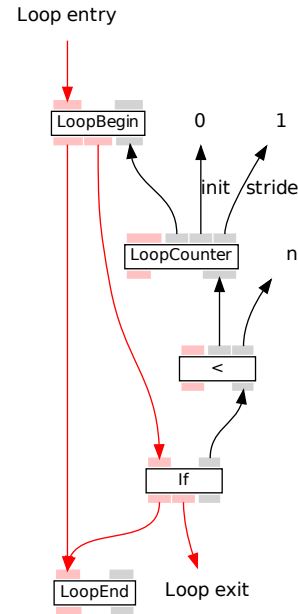 Loop entry
LoopBegin
0
1
init
stride
LoopCounter
n
<
If
LoopEnd
Loop exit